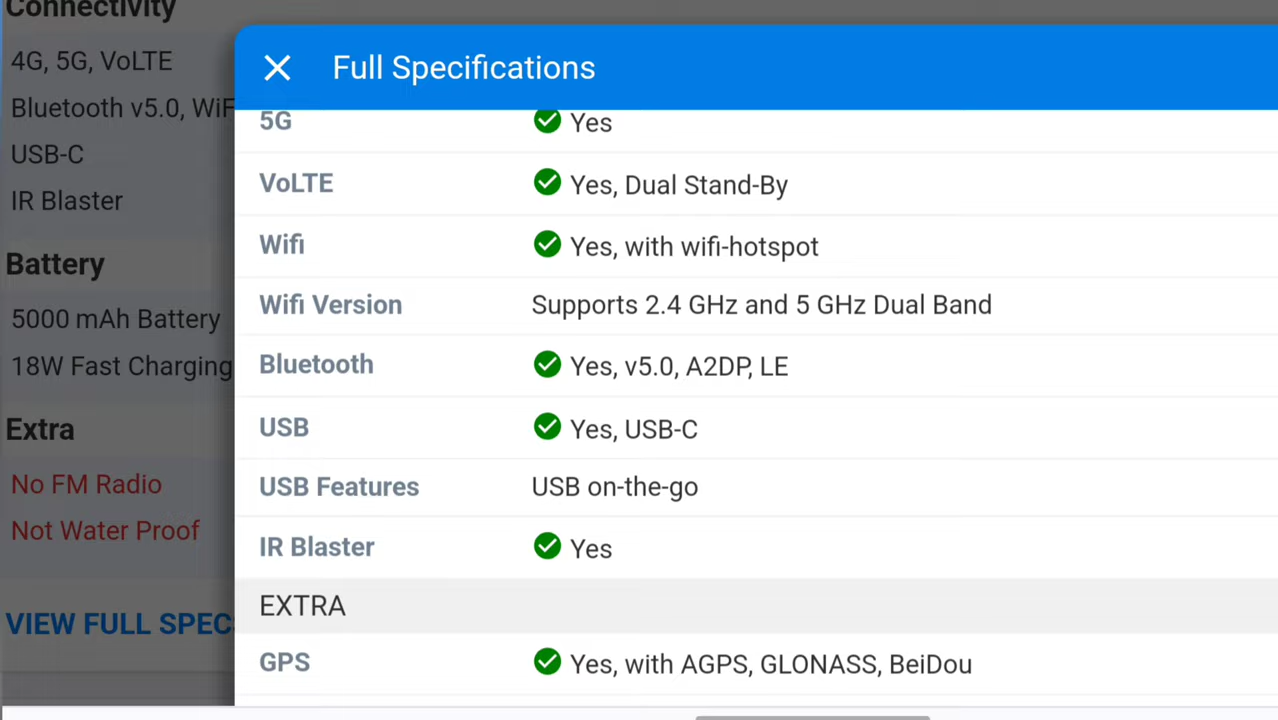 Connectivity
4G, 5G, VoLTE
Bluetooth v5.0, WiF
USB-C
IR Blaster
Battery
5000 mAh Battery
18W Fast Charging
Extra
No FM Radio
Not Water Proof
VIEW FULL SPECS
Full Specifications
5G Yes
VoLTE Yes, Dual Stand-By
Wifi Yes, with wifi-hotspot
Wifi Version Supports 2.4 GHz and 5 GHz Dual Band
Bluetooth Yes, v5.0, A2DP, LE
USB Yes, USB-C
USB Features USB on-the-go
IR Blaster Yes
EXTRA
GPS Yes, with AGPS, GLONASS, BeiDou